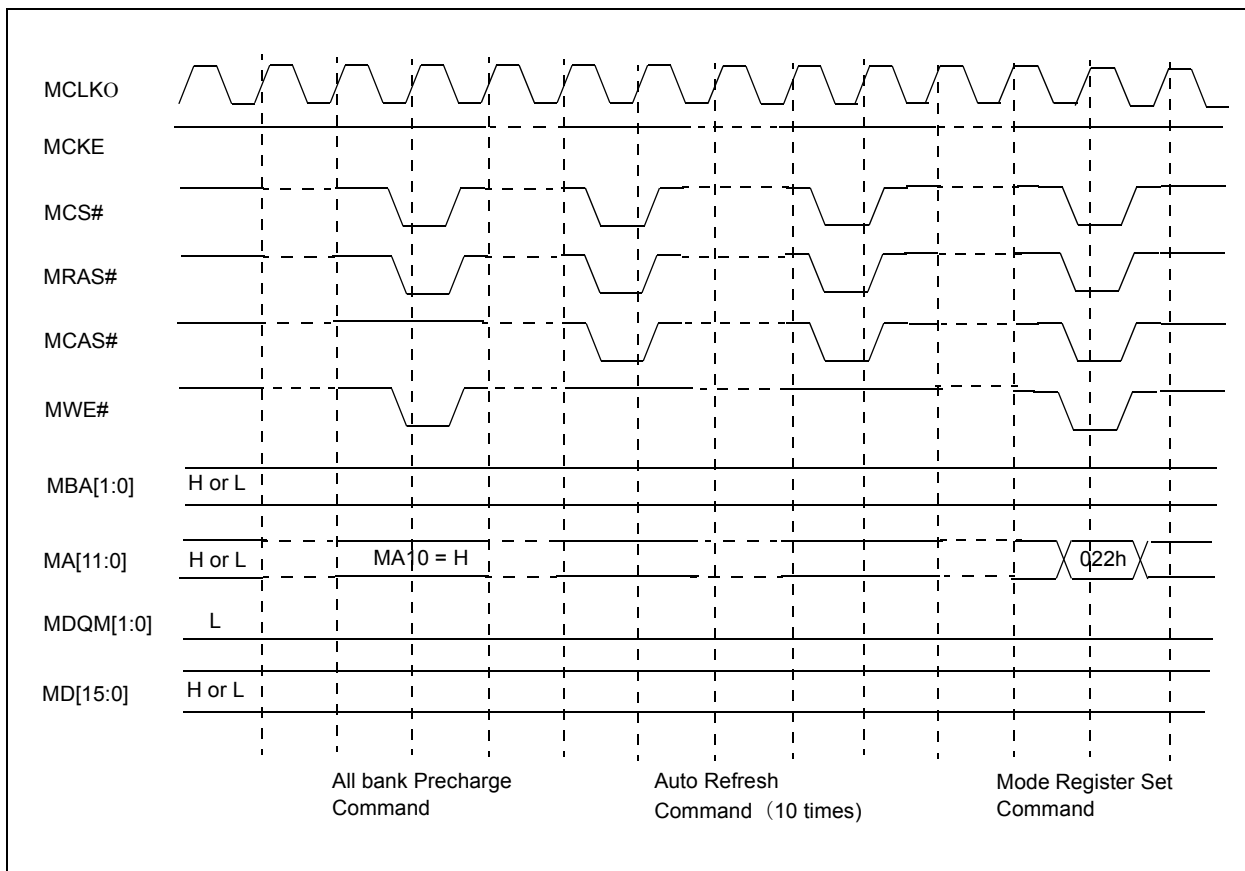 MCLKO
MCKE
MCS#
MRAS#
MCAS#
MWE#
MBA[1:0] H or L
MA[11:0] H or L MA10 = H 022h
MDQM[1:0] L
MD[15:0] H or L
All bank Precharge
Command
Auto Refresh
Command（10 times)
Mode Register Set
Command